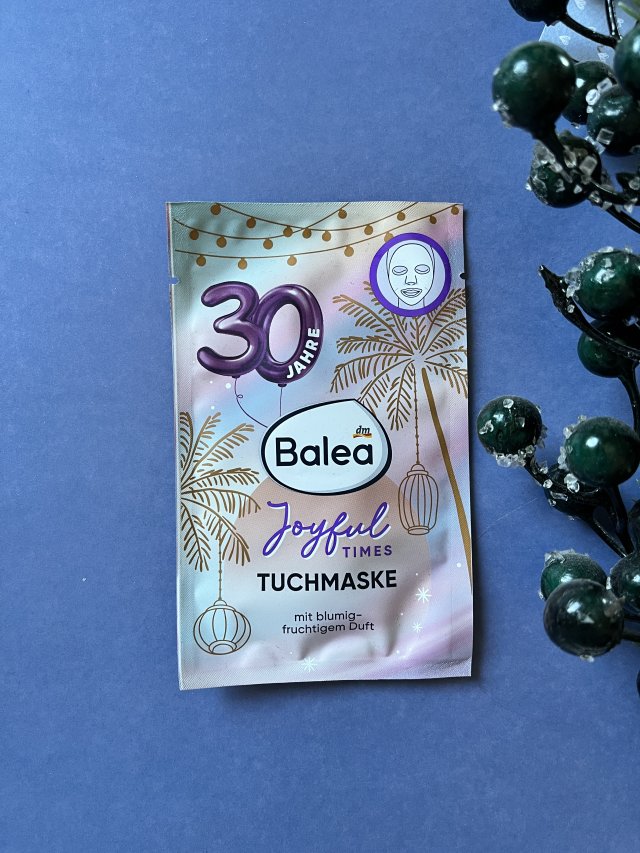 30
JAHRE
dm
Balea
Joyful
TIMES
TUCHMASKE
mit blumig-
fruchtigem Duft